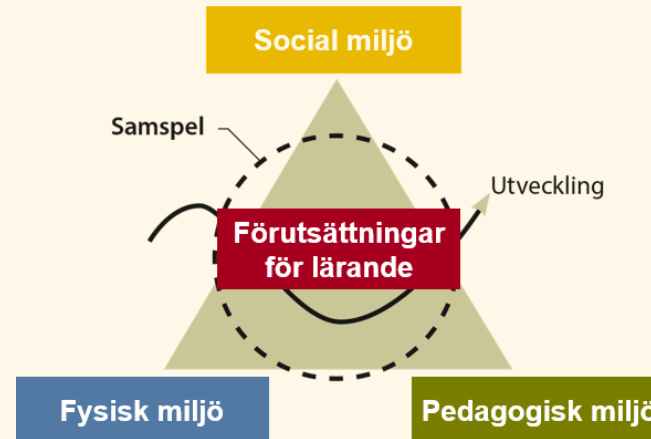 Social miljö
Samspel
Utveckling
Förutsättningar
för lärande
Fysisk miljö
Pedagogisk miljö